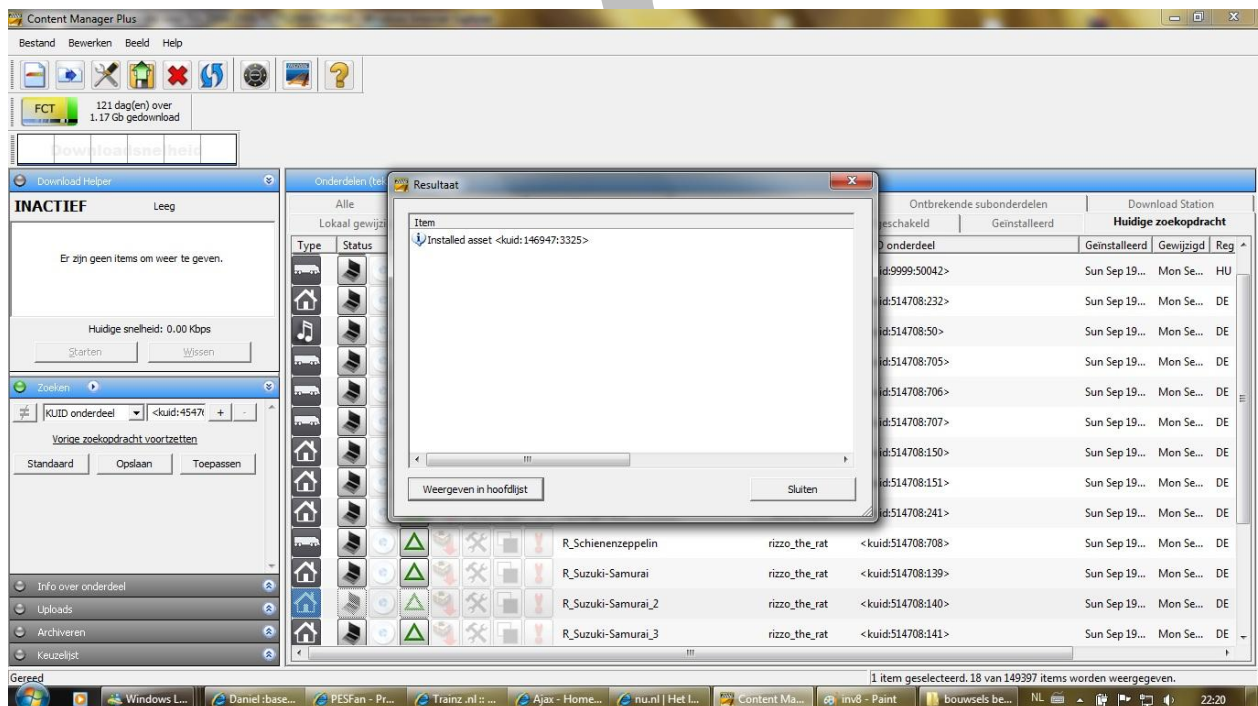 Content Manager Plus
Bestand Bewerken Beeld Help
FCT
121 dag(en) over
1.17 Gb gedownload
Downloadsnelheid
Download Helper
INACTIEF Leeg
Er zijn geen items om weer te geven.
Huidige snelheid: 0.00 Kbps
Starten Wissen
Zoeken
KUID onderdeel <kuid:4547 + -
Vorige zoekopdracht voortzetten
Standaard Opslaan Toepassen
Info over onderdeel
Uploads
Archiveren
Keuzelijst
Onderdelen
Alle Ontbrekende subonderdelen Download Station
Lokaal gewijzi geschakeld Geïnstalleerd Huidige zoekopdracht
Type Status D onderdeel Geïnstalleerd Gewijzigd Reg
Resultaat
Item
Installed asset <kuid:146947:3325>
Weergeven in hoofdlijst Sluiten
id:9999:50042> Sun Sep 19... Mon Se... HU
id:514708:232> Sun Sep 19... Mon Se... DE
id:514708:50> Sun Sep 19... Mon Se... DE
id:514708:705> Sun Sep 19... Mon Se... DE
id:514708:706> Sun Sep 19... Mon Se... DE
id:514708:707> Sun Sep 19... Mon Se... DE
id:514708:150> Sun Sep 19... Mon Se... DE
id:514708:151> Sun Sep 19... Mon Se... DE
id:514708:241> Sun Sep 19... Mon Se... DE
R_Schienenzeppelin rizzo_the_rat <kuid:514708:708> Sun Sep 19... Mon Se... DE
R_Suzuki-Samurai rizzo_the_rat <kuid:514708:139> Sun Sep 19... Mon Se... DE
R_Suzuki-Samurai_2 rizzo_the_rat <kuid:514708:140> Sun Sep 19... Mon Se... DE
R_Suzuki-Samurai_3 rizzo_the_rat <kuid:514708:141> Sun Sep 19... Mon Se... DE
Gereed 1 item geselecteerd. 18 van 149397 items worden weergegeven.
Windows L... Daniel :base... PESFan - Pr... Trainz .nl :: ... Ajax - Home... nu.nl | Het l... Content Ma... inv8 - Paint bouwsels be... NL 22:20